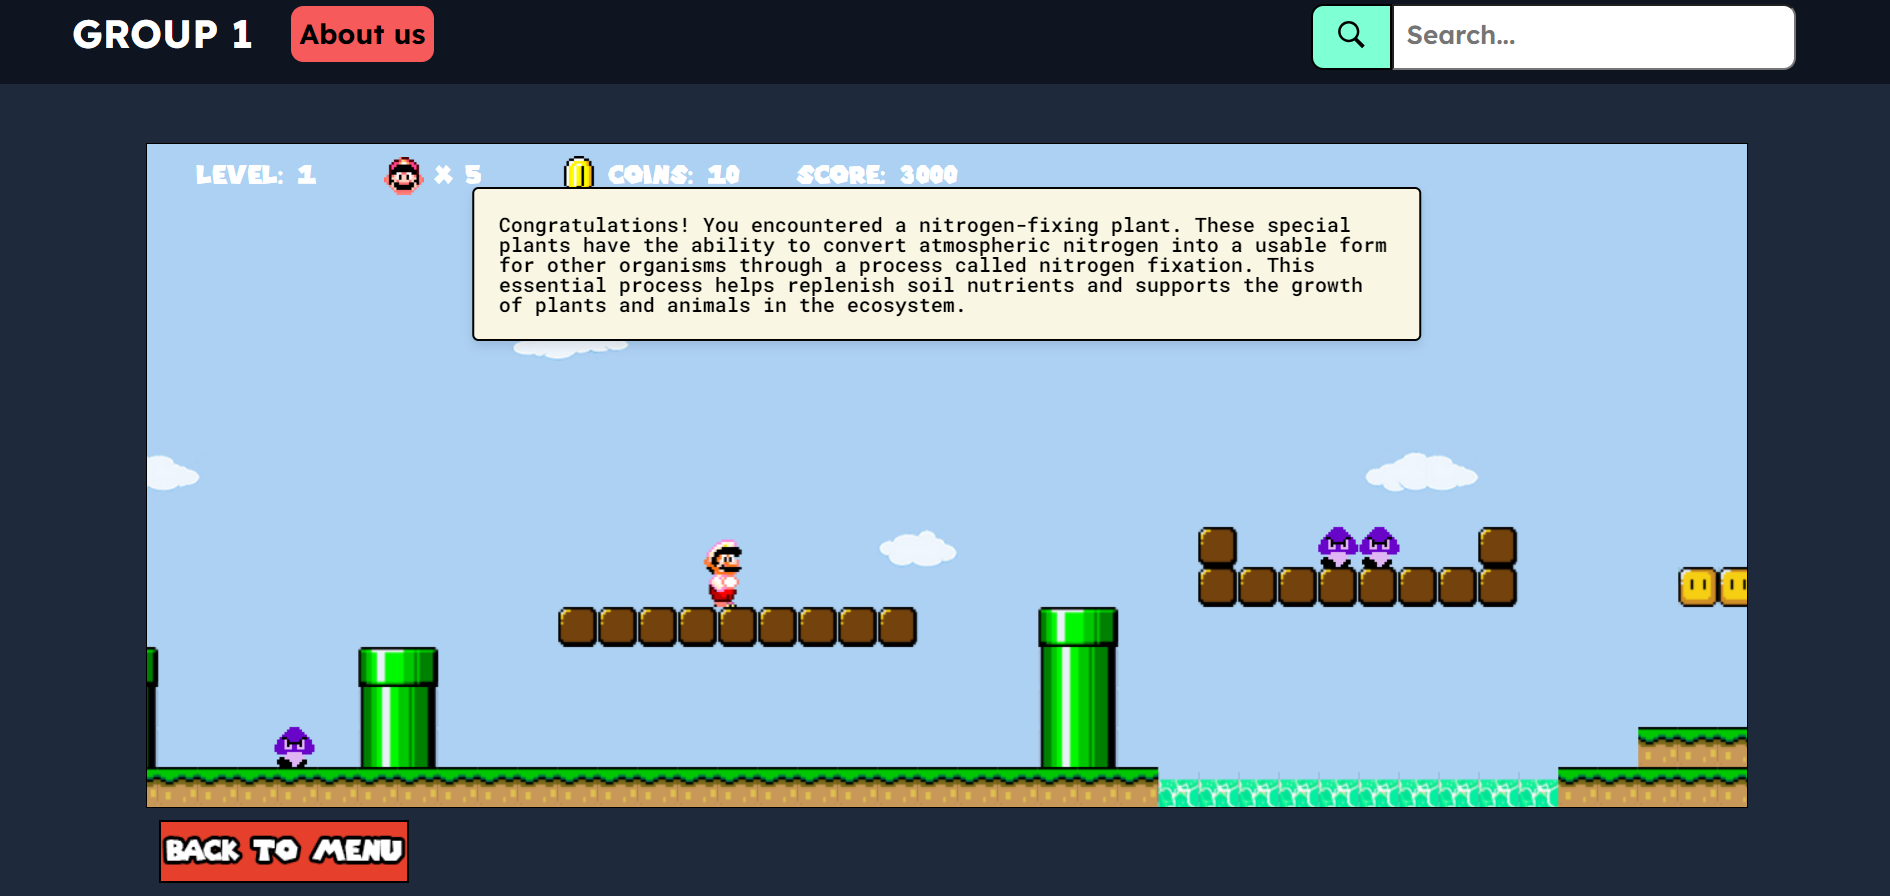 GROUP 1
About us
Search...
LEVEL: 1
x 5
COINS: 10
SCORE: 3000
Congratulations! You encountered a nitrogen-fixing plant. These special
plants have the ability to convert atmospheric nitrogen into a usable form
for other organisms through a process called nitrogen fixation. This
essential process helps replenish soil nutrients and supports the growth
of plants and animals in the ecosystem.
BACK TO MENU